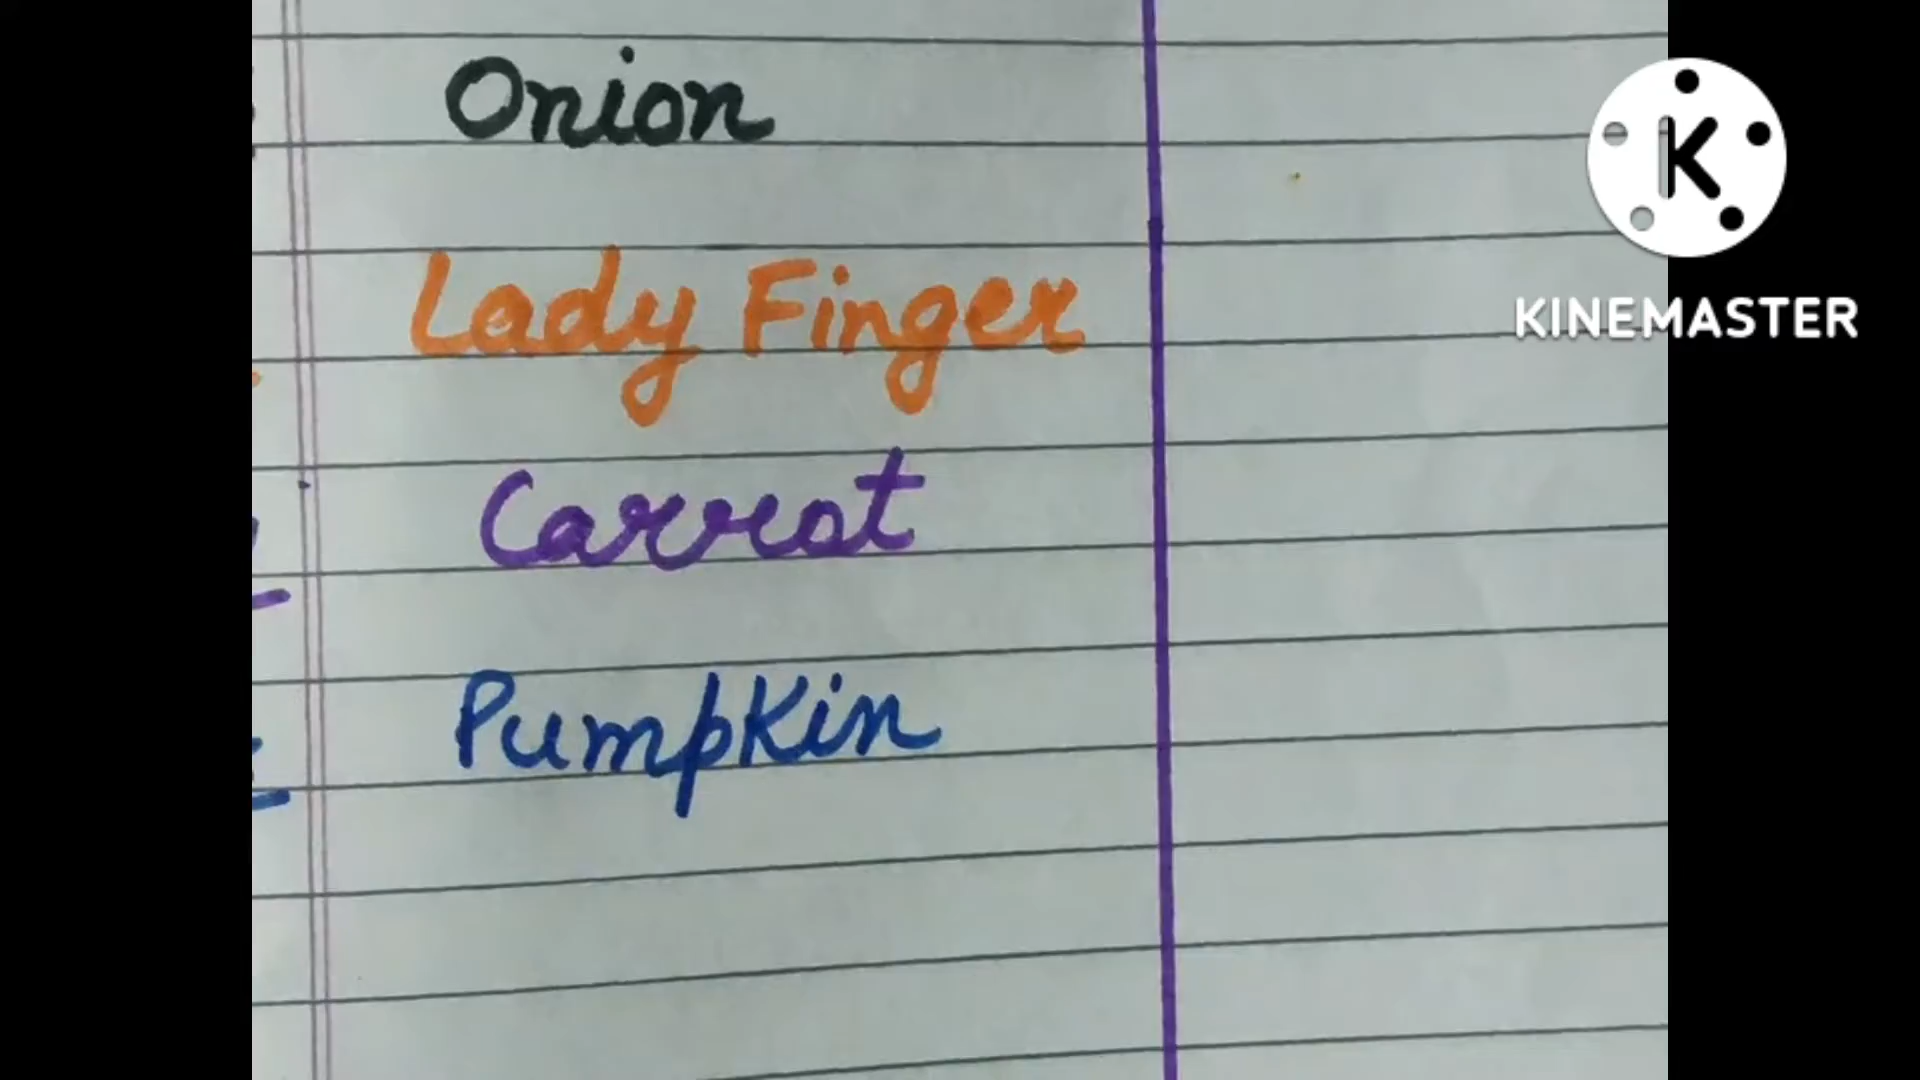 Onion
Lady Finger
Carrot
PumpKin
K
KINEMASTER